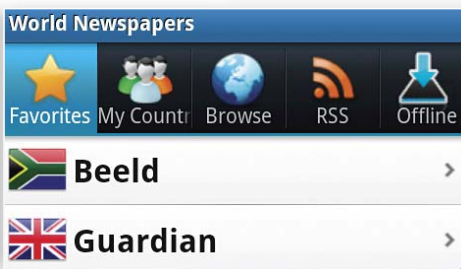 World Newspapers
Favorites My Countr Browse RSS Offline
Beeld
Guardian